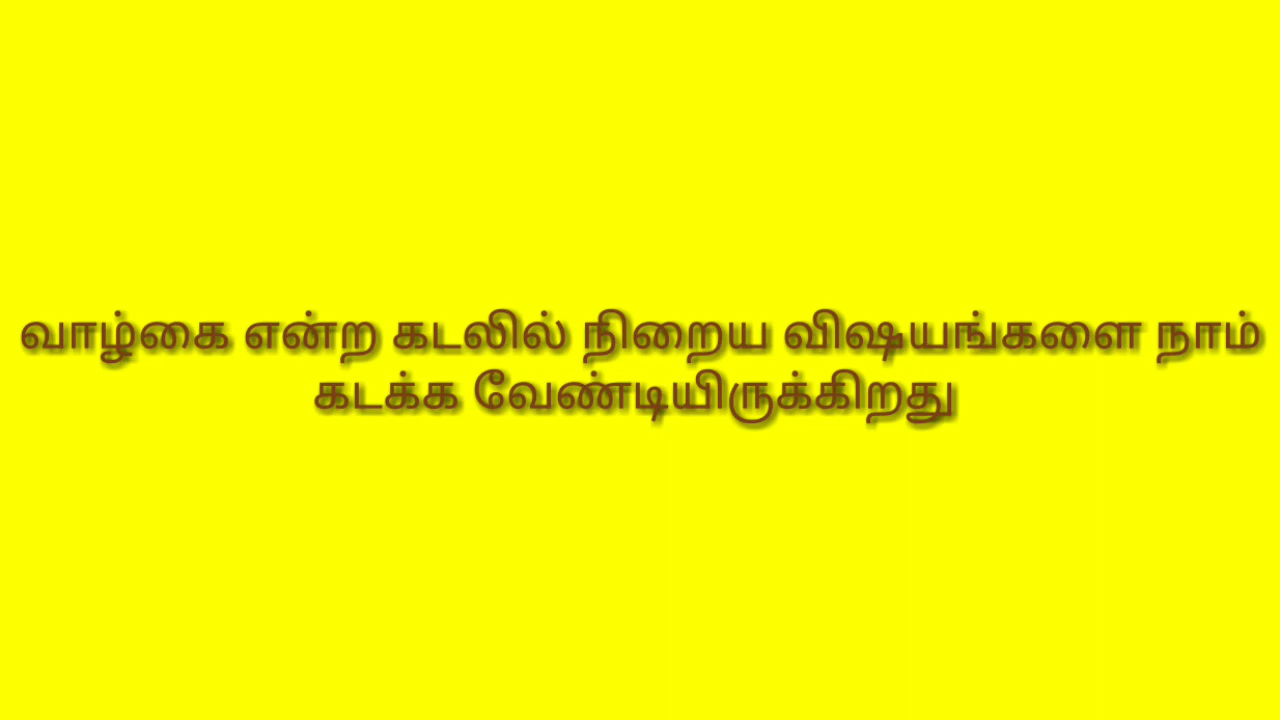 வாழ்கை என்ற கடலில் நிறைய விஷயங்களை நாம்
கடக்க வேண்டியிருக்கிறது